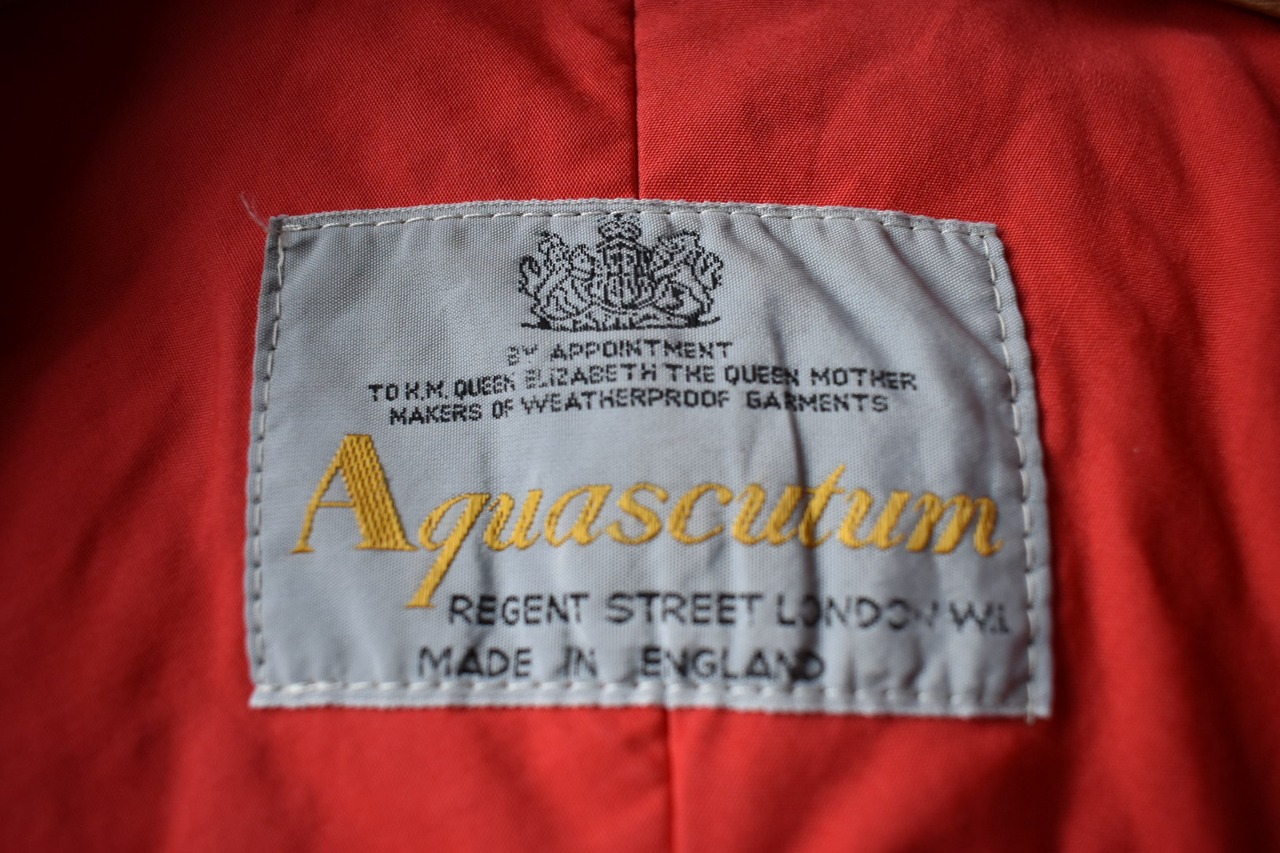 BY APPOINTMENT
TO H.M. QUEEN ELIZABETH THE QUEEN MOTHER
MAKERS OF WEATHERPROOF GARMENTS
Aquascutum
REGENT STREET LONDON W.1.
MADE IN ENGLAND